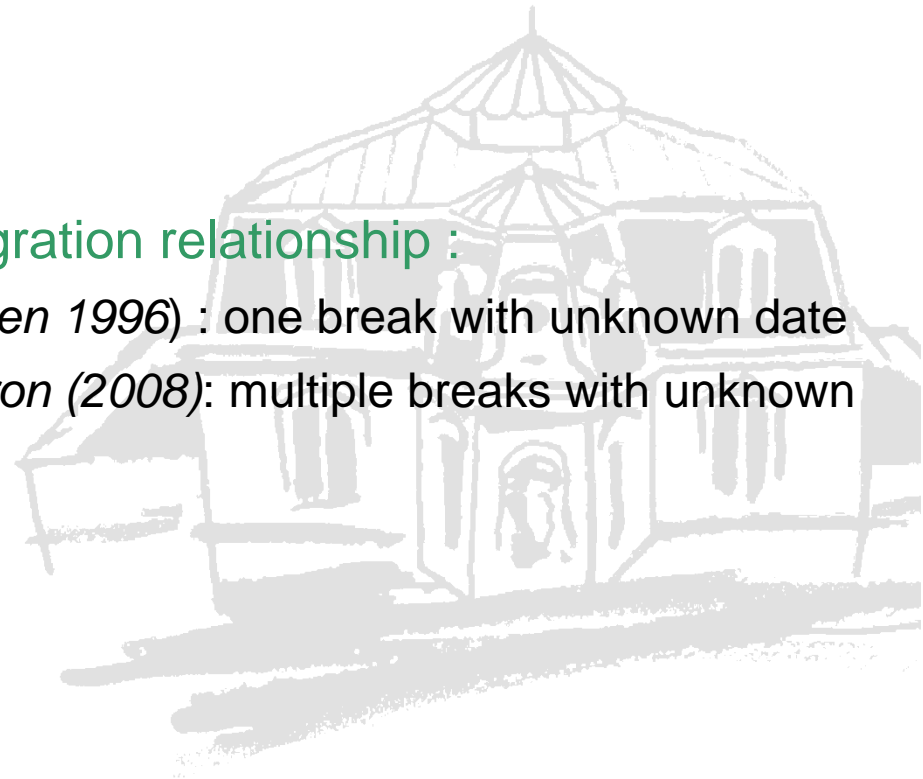 gration relationship :
en 1996) : one break with unknown date
on (2008): multiple breaks with unknown